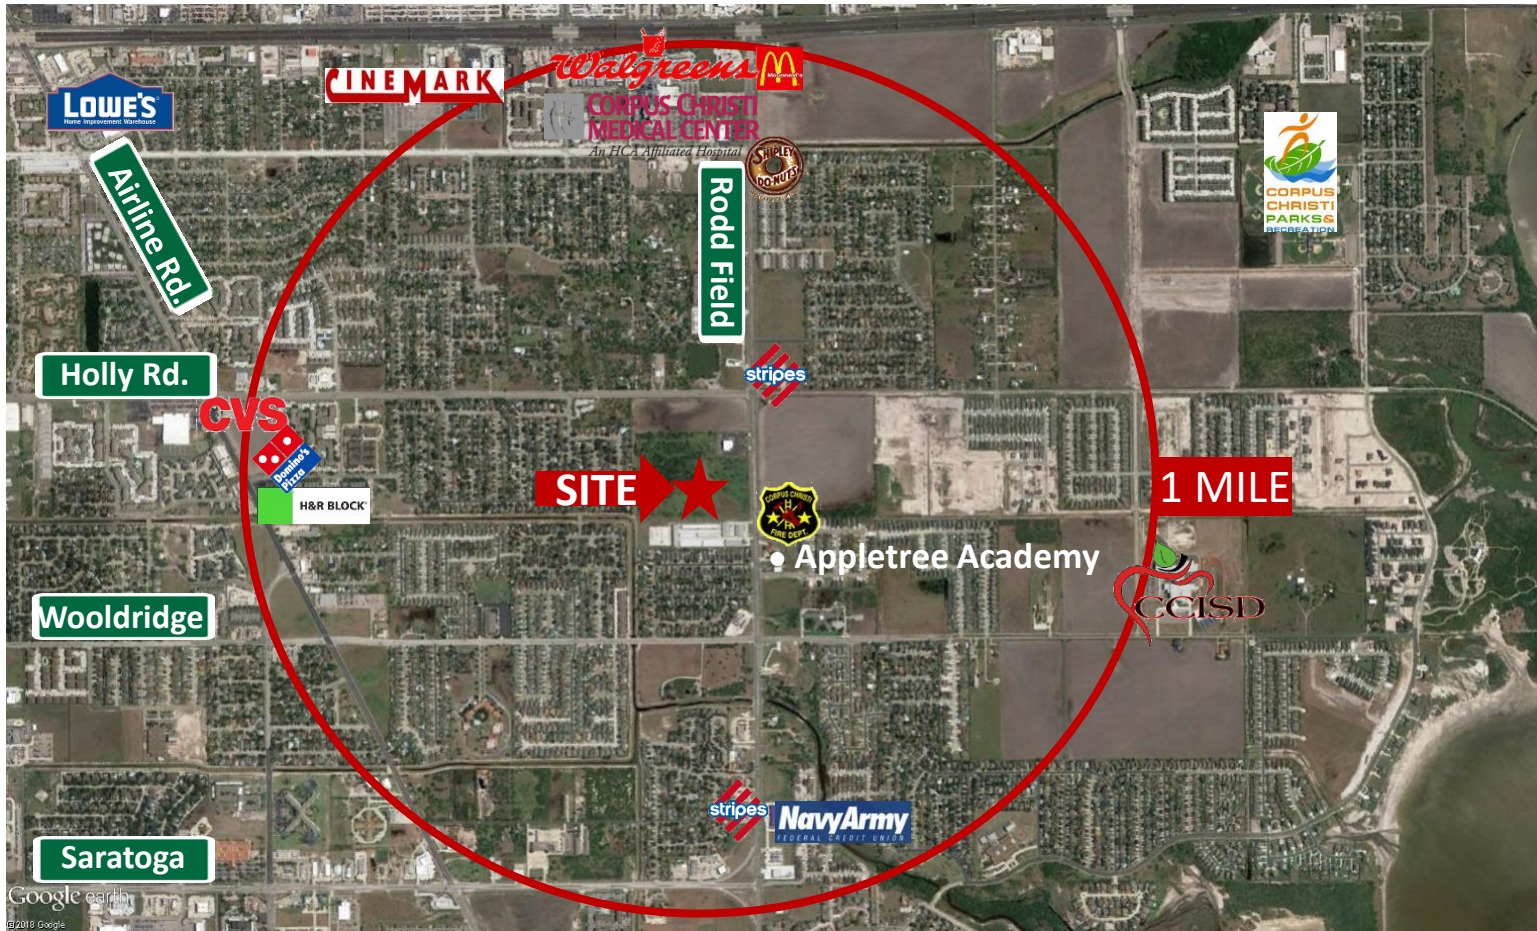 Walgreens
McDonald's
CINEMARK
LOWE'S
Home Improvement Warehouse
CORPUS CHRISTI
MEDICAL CENTER
An HCA Affiliated Hospital
SHIPLEY
DO-NUTS
Airline Rd.
Rodd Field
CORPUS
CHRISTI
PARKS&
RECREATION
Holly Rd.
stripes
CVS
Domino's
Pizza
H&R BLOCK
SITE
1 MILE
CORPUS CHRISTI
FIRE DEPT.
Appletree Academy
CCISD
Wooldridge
stripes
NavyArmy
FEDERAL CREDIT UNION
Saratoga
Google earth
©2018 Google